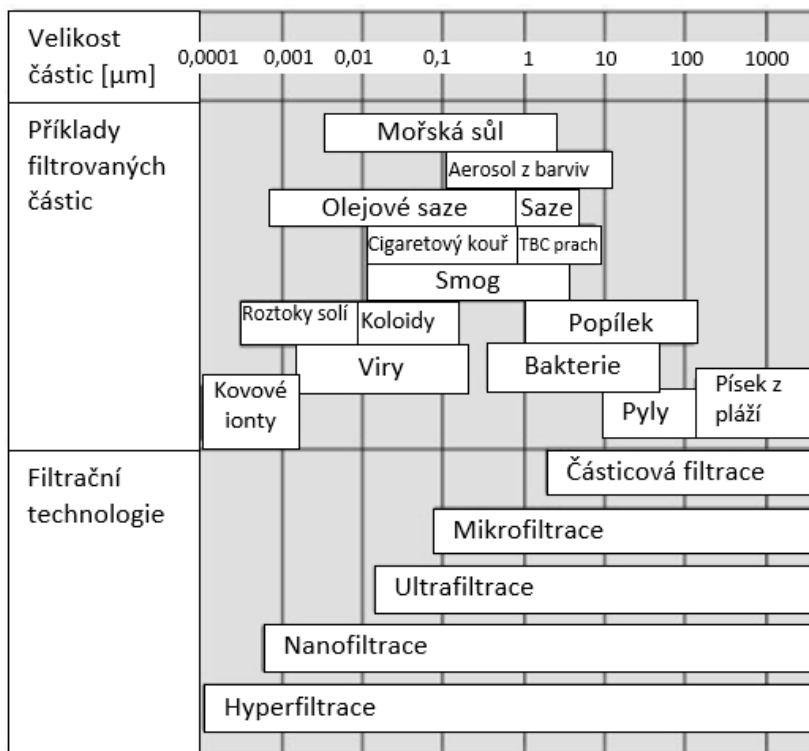 Velikost
částic [µm]
0,0001 0,001 0,01 0,1 1 10 100 1000
Příklady
filtrovaných
částic
Mořská sůl
Aerosol z barviv
Olejové saze Saze
Cigaretový kouř TBC prach
Smog
Roztoky solí Koloidy Popílek
Viry Bakterie
Kovové
ionty
Pyly
Písek z
pláží
Filtrační
technologie
Částicová filtrace
Mikrofiltrace
Ultrafiltrace
Nanofiltrace
Hyperfiltrace